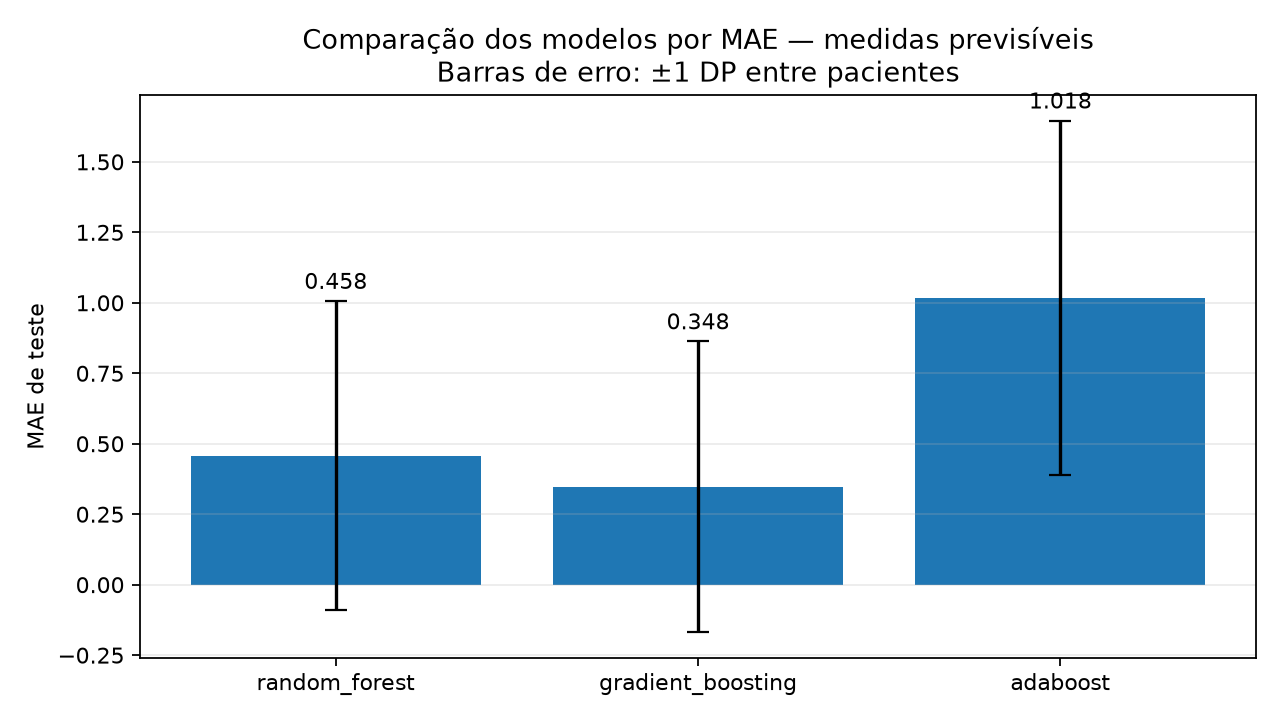 Comparação dos modelos por MAE — medidas previsíveis
Barras de erro: ±1 DP entre pacientes
1.018
0.458
0.348
1.50
1.25
1.00
0.75
0.50
0.25
0.00
−0.25
MAE de teste
random_forest
gradient_boosting
adaboost